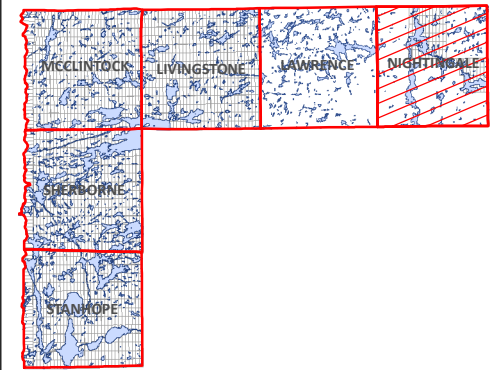 MCCLINTOCK
LIVINGSTONE
LAWRENCE
NIGHTINGALE
SHERBORNE
STANHOPE